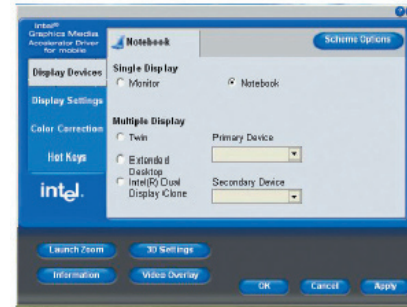 Intel®
Graphics Media
Accelerator Driver
for mobile
Notebook
Scheme Options
Display Devices
Display Settings
Color Correction
Hot Keys
intel.
Single Display
Monitor
Notebook
Multiple Display
Twin
Primary Device
Extended
Desktop
Intel(R) Dual
Display Clone
Secondary Device
Launch Zoom
3D Settings
Information
Video Overlay
OK
Cancel
Apply